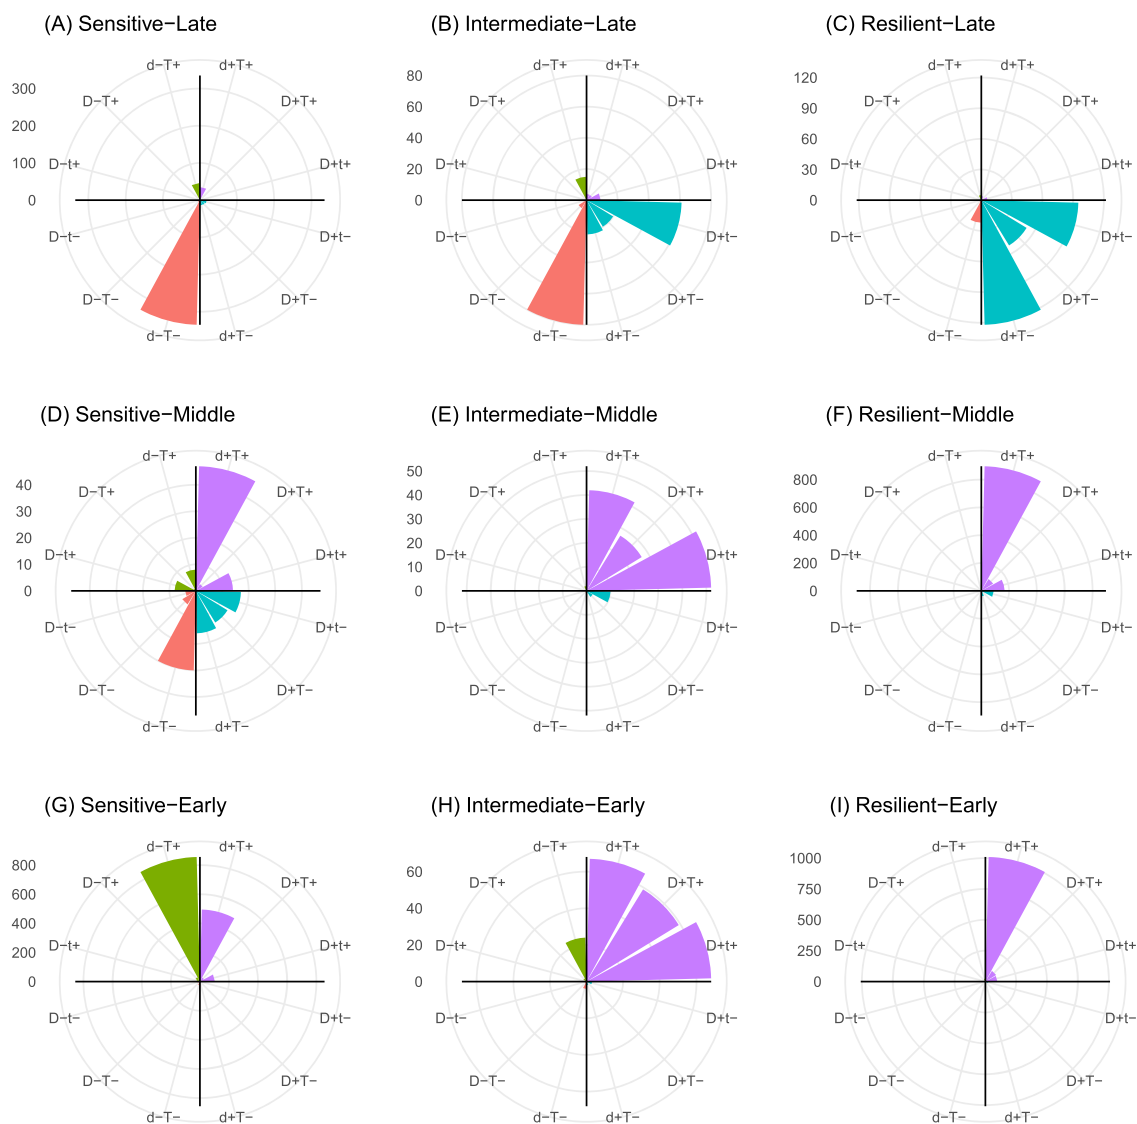 (A) Sensitive−Late
(B) Intermediate−Late
(C) Resilient−Late
d−T+ d+T+
D−T+ D+T+
D−t+ D+t+
D−t− D+t−
D−T− D+T−
d−T− d+T−
300
200
100
0
d−T+ d+T+
D−T+ D+T+
D−t+ D+t+
D−t− D+t−
D−T− D+T−
d−T− d+T−
80
60
40
20
0
d−T+ d+T+
D−T+ D+T+
D−t+ D+t+
D−t− D+t−
D−T− D+T−
d−T− d+T−
120
90
60
30
0
(D) Sensitive−Middle
(E) Intermediate−Middle
(F) Resilient−Middle
d−T+ d+T+
D−T+ D+T+
D−t+ D+t+
D−t− D+t−
D−T− D+T−
d−T− d+T−
40
30
20
10
0
d−T+ d+T+
D−T+ D+T+
D−t+ D+t+
D−t− D+t−
D−T− D+T−
d−T− d+T−
50
40
30
20
10
0
d−T+ d+T+
D−T+ D+T+
D−t+ D+t+
D−t− D+t−
D−T− D+T−
d−T− d+T−
800
600
400
200
0
(G) Sensitive−Early
(H) Intermediate−Early
(I) Resilient−Early
d−T+ d+T+
D−T+ D+T+
D−t+ D+t+
D−t− D+t−
D−T− D+T−
d−T− d+T−
800
600
400
200
0
d−T+ d+T+
D−T+ D+T+
D−t+ D+t+
D−t− D+t−
D−T− D+T−
d−T− d+T−
60
40
20
0
d−T+ d+T+
D−T+ D+T+
D−t+ D+t+
D−t− D+t−
D−T− D+T−
d−T− d+T−
1000
750
500
250
0